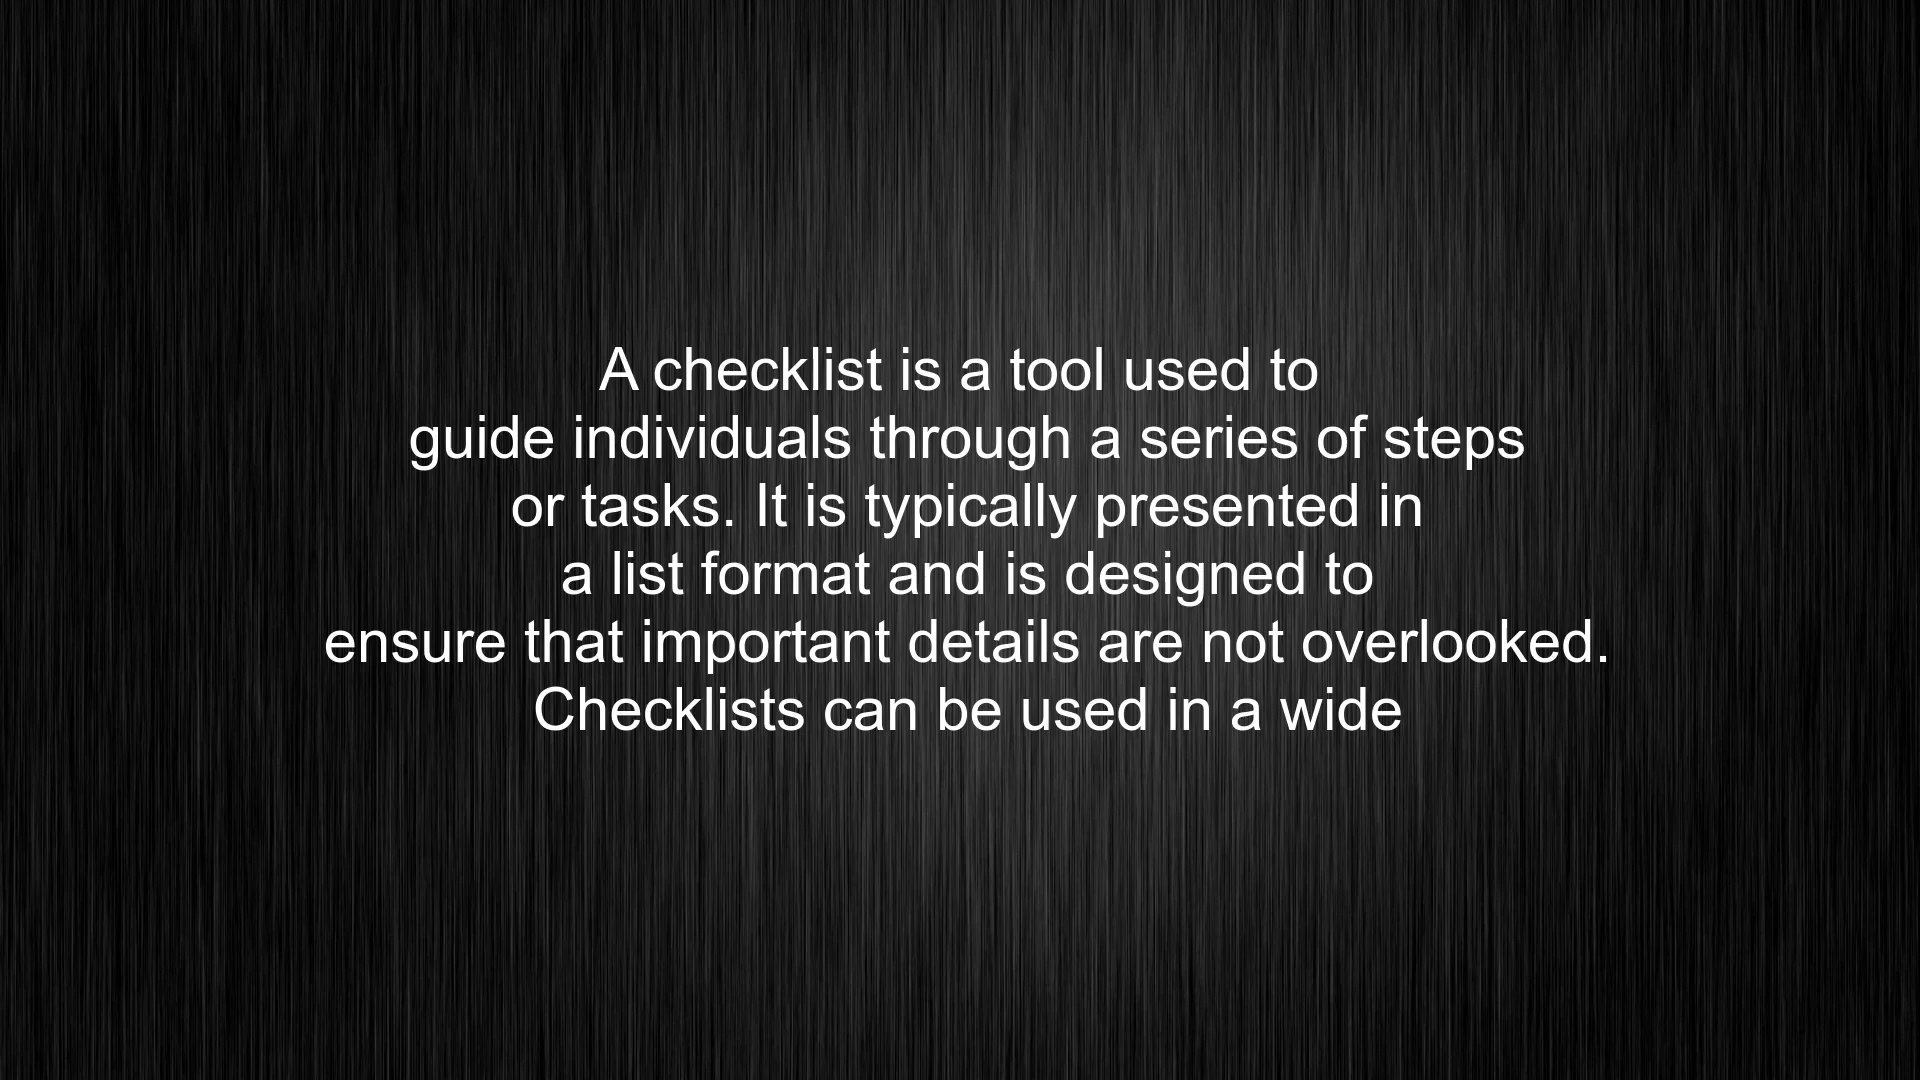 A checklist is a tool used to
guide individuals through a series of steps
or tasks. It is typically presented in
a list format and is designed to
ensure that important details are not overlooked.
Checklists can be used in a wide